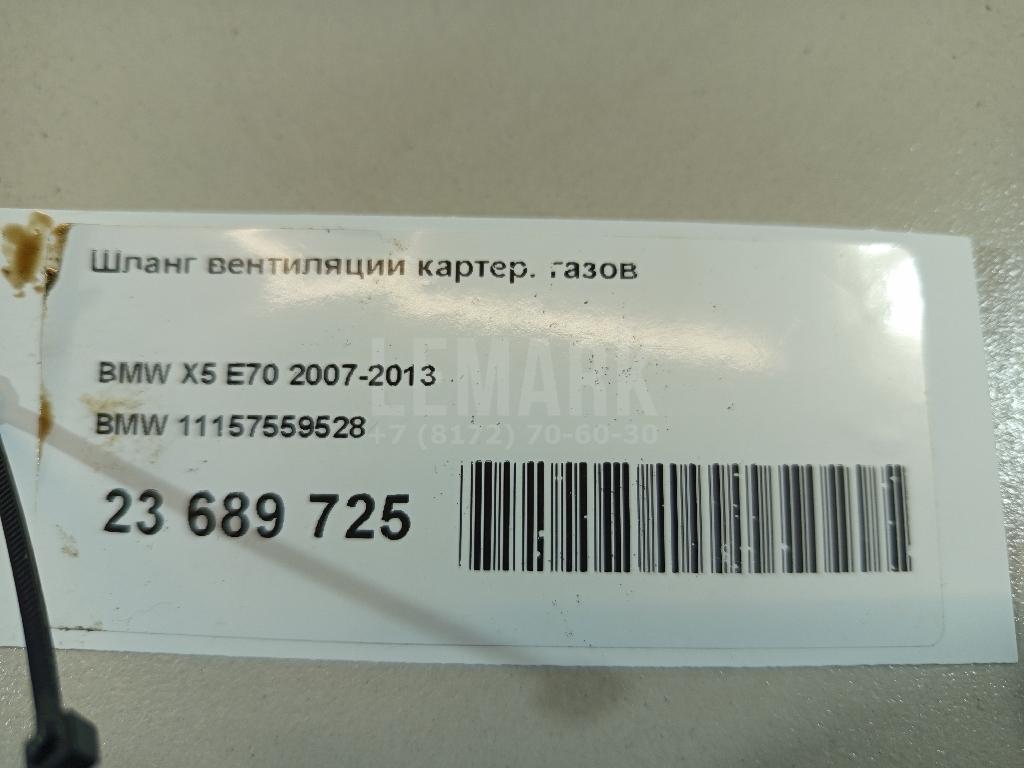 Шланг вентиляции картер. газов
BMW X5 E70 2007-2013
BMW 11157559528
LEMARK
+7 (8172) 70-60-30
23 689 725